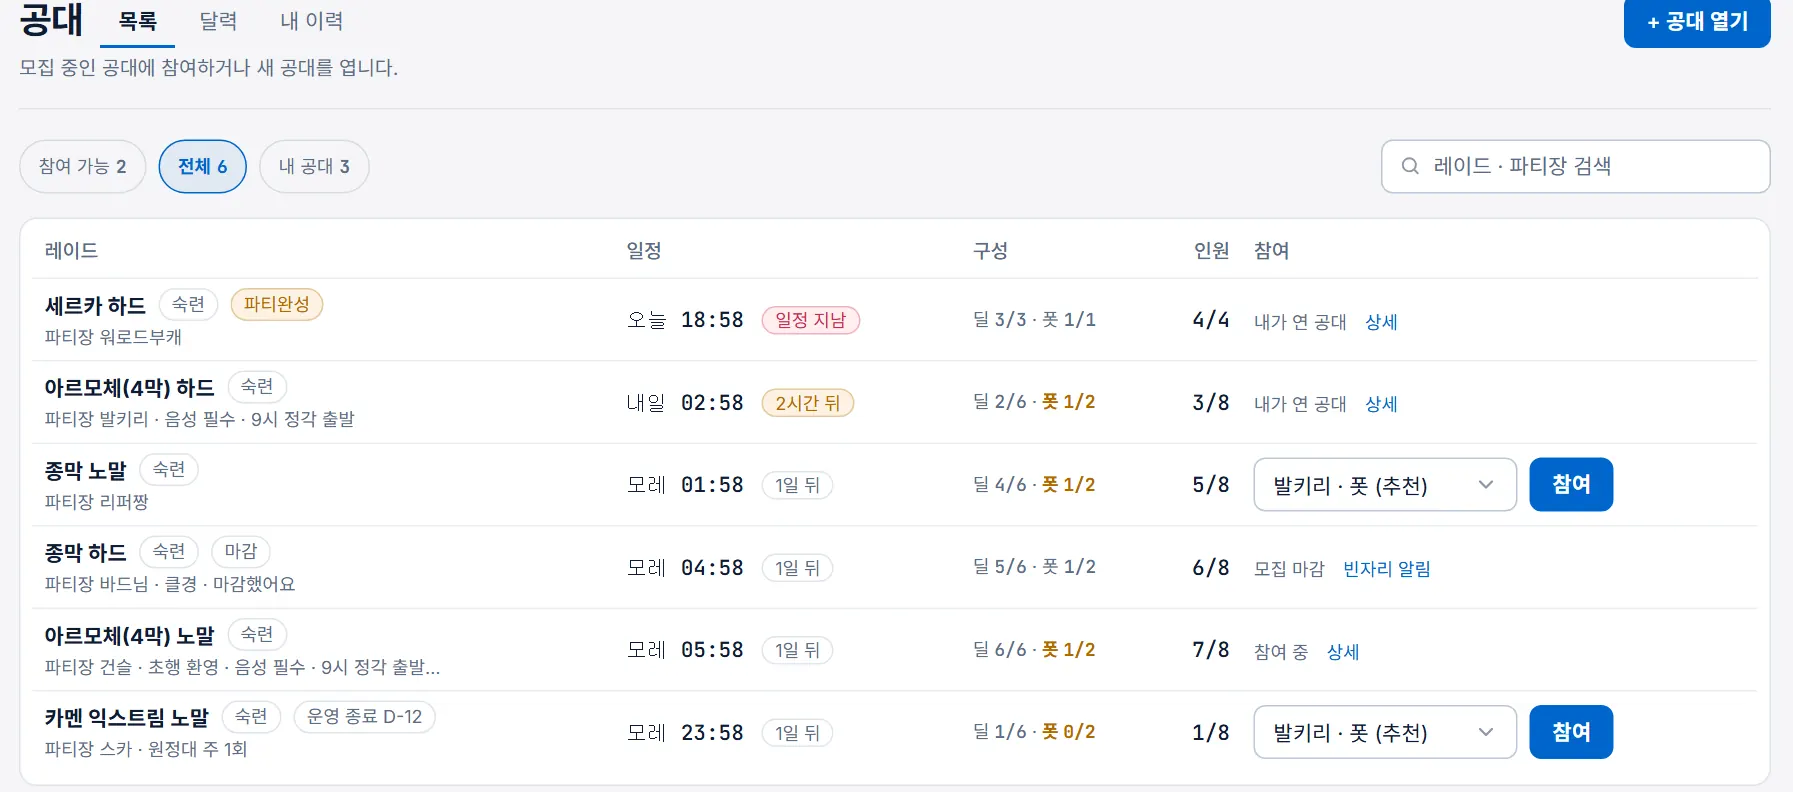 공대 목록 달력 내 이력 + 공대 열기
모집 중인 공대에 참여하거나 새 공대를 엽니다.
참여 가능 2 전체 6 내 공대 3 레이드 · 파티장 검색
레이드 일정 구성 인원 참여
세르카 하드 숙련 파티완성
파티장 워로드부캐
오늘 18:58 일정 지남 딜 3/3 · 폿 1/1 4/4 내가 연 공대 상세
아르모체(4막) 하드 숙련
파티장 발키리 · 음성 필수 · 9시 정각 출발
내일 02:58 2시간 뒤 딜 2/6 · 폿 1/2 3/8 내가 연 공대 상세
종막 노말 숙련
파티장 리퍼짱
모레 01:58 1일 뒤 딜 4/6 · 폿 1/2 5/8 발키리 · 폿 (추천) 참여
종막 하드 숙련 마감
파티장 바드님 · 클경 · 마감했어요
모레 04:58 1일 뒤 딜 5/6 · 폿 1/2 6/8 모집 마감 빈자리 알림
아르모체(4막) 노말 숙련
파티장 건슬 · 초행 환영 · 음성 필수 · 9시 정각 출발...
모레 05:58 1일 뒤 딜 6/6 · 폿 1/2 7/8 참여 중 상세
카멘 익스트림 노말 숙련 운영 종료 D-12
파티장 스카 · 원정대 주 1회
모레 23:58 1일 뒤 딜 1/6 · 폿 0/2 1/8 발키리 · 폿 (추천) 참여